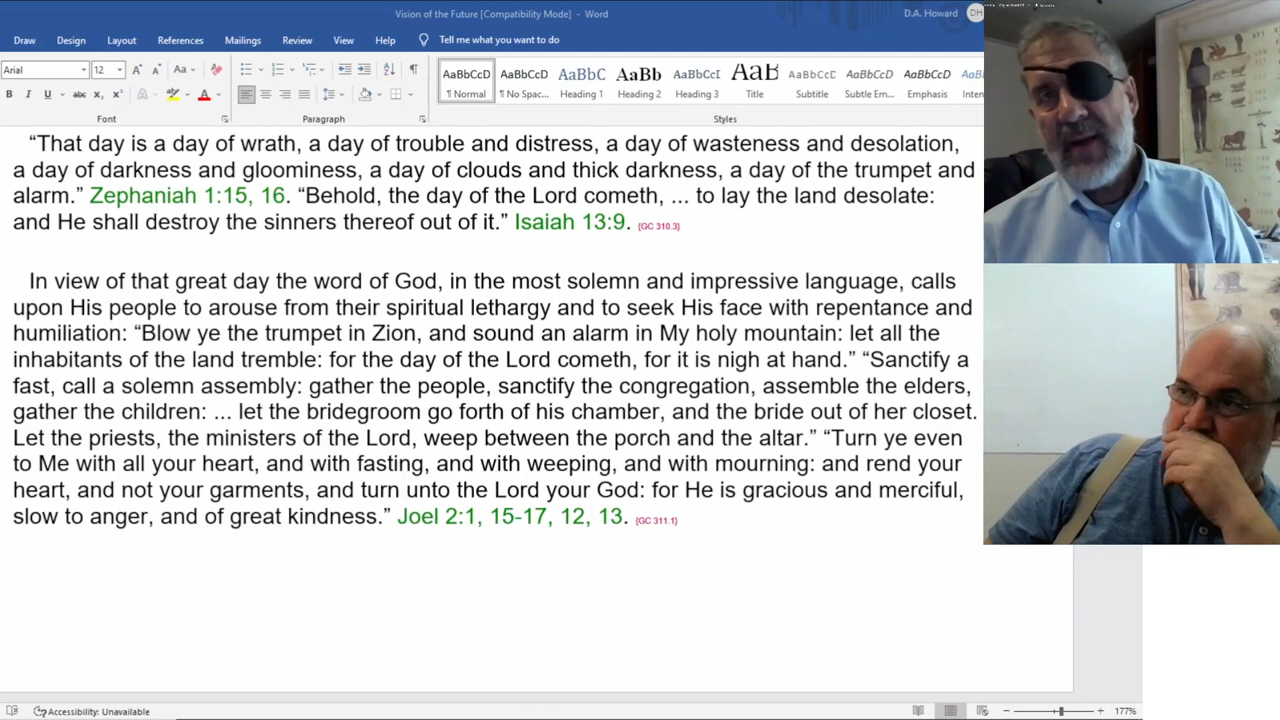 Vision of the Future [Compatibility Mode] - Word
D.A. Howard
DH
Draw Design Layout References Mailings Review View Help Tell me what you want to do
Arial 12 Aa
AaBbCcD AaBbCcD AaBbC AaBb AaBbCcI AaB AaBbCcD AaBbCcD AaBbCcD
¶ Normal ¶ No Spac... Heading 1 Heading 2 Heading 3 Title Subtitle Subtle Em... Emphasis
Font Paragraph Styles
“That day is a day of wrath, a day of trouble and distress, a day of wasteness and desolation,
a day of darkness and gloominess, a day of clouds and thick darkness, a day of the trumpet and
alarm.” Zephaniah 1:15, 16. “Behold, the day of the Lord cometh, ... to lay the land desolate:
and He shall destroy the sinners thereof out of it.” Isaiah 13:9. {GC 310.3}
In view of that great day the word of God, in the most solemn and impressive language, calls
upon His people to arouse from their spiritual lethargy and to seek His face with repentance and
humiliation: “Blow ye the trumpet in Zion, and sound an alarm in My holy mountain: let all the
inhabitants of the land tremble: for the day of the Lord cometh, for it is nigh at hand.” “Sanctify a
fast, call a solemn assembly: gather the people, sanctify the congregation, assemble the elders,
gather the children: ... let the bridegroom go forth of his chamber, and the bride out of her closet.
Let the priests, the ministers of the Lord, weep between the porch and the altar.” “Turn ye even
to Me with all your heart, and with fasting, and with weeping, and with mourning: and rend your
heart, and not your garments, and turn unto the Lord your God: for He is gracious and merciful,
slow to anger, and of great kindness.” Joel 2:1, 15-17, 12, 13. {GC 311.1}
Accessibility: Unavailable
177%